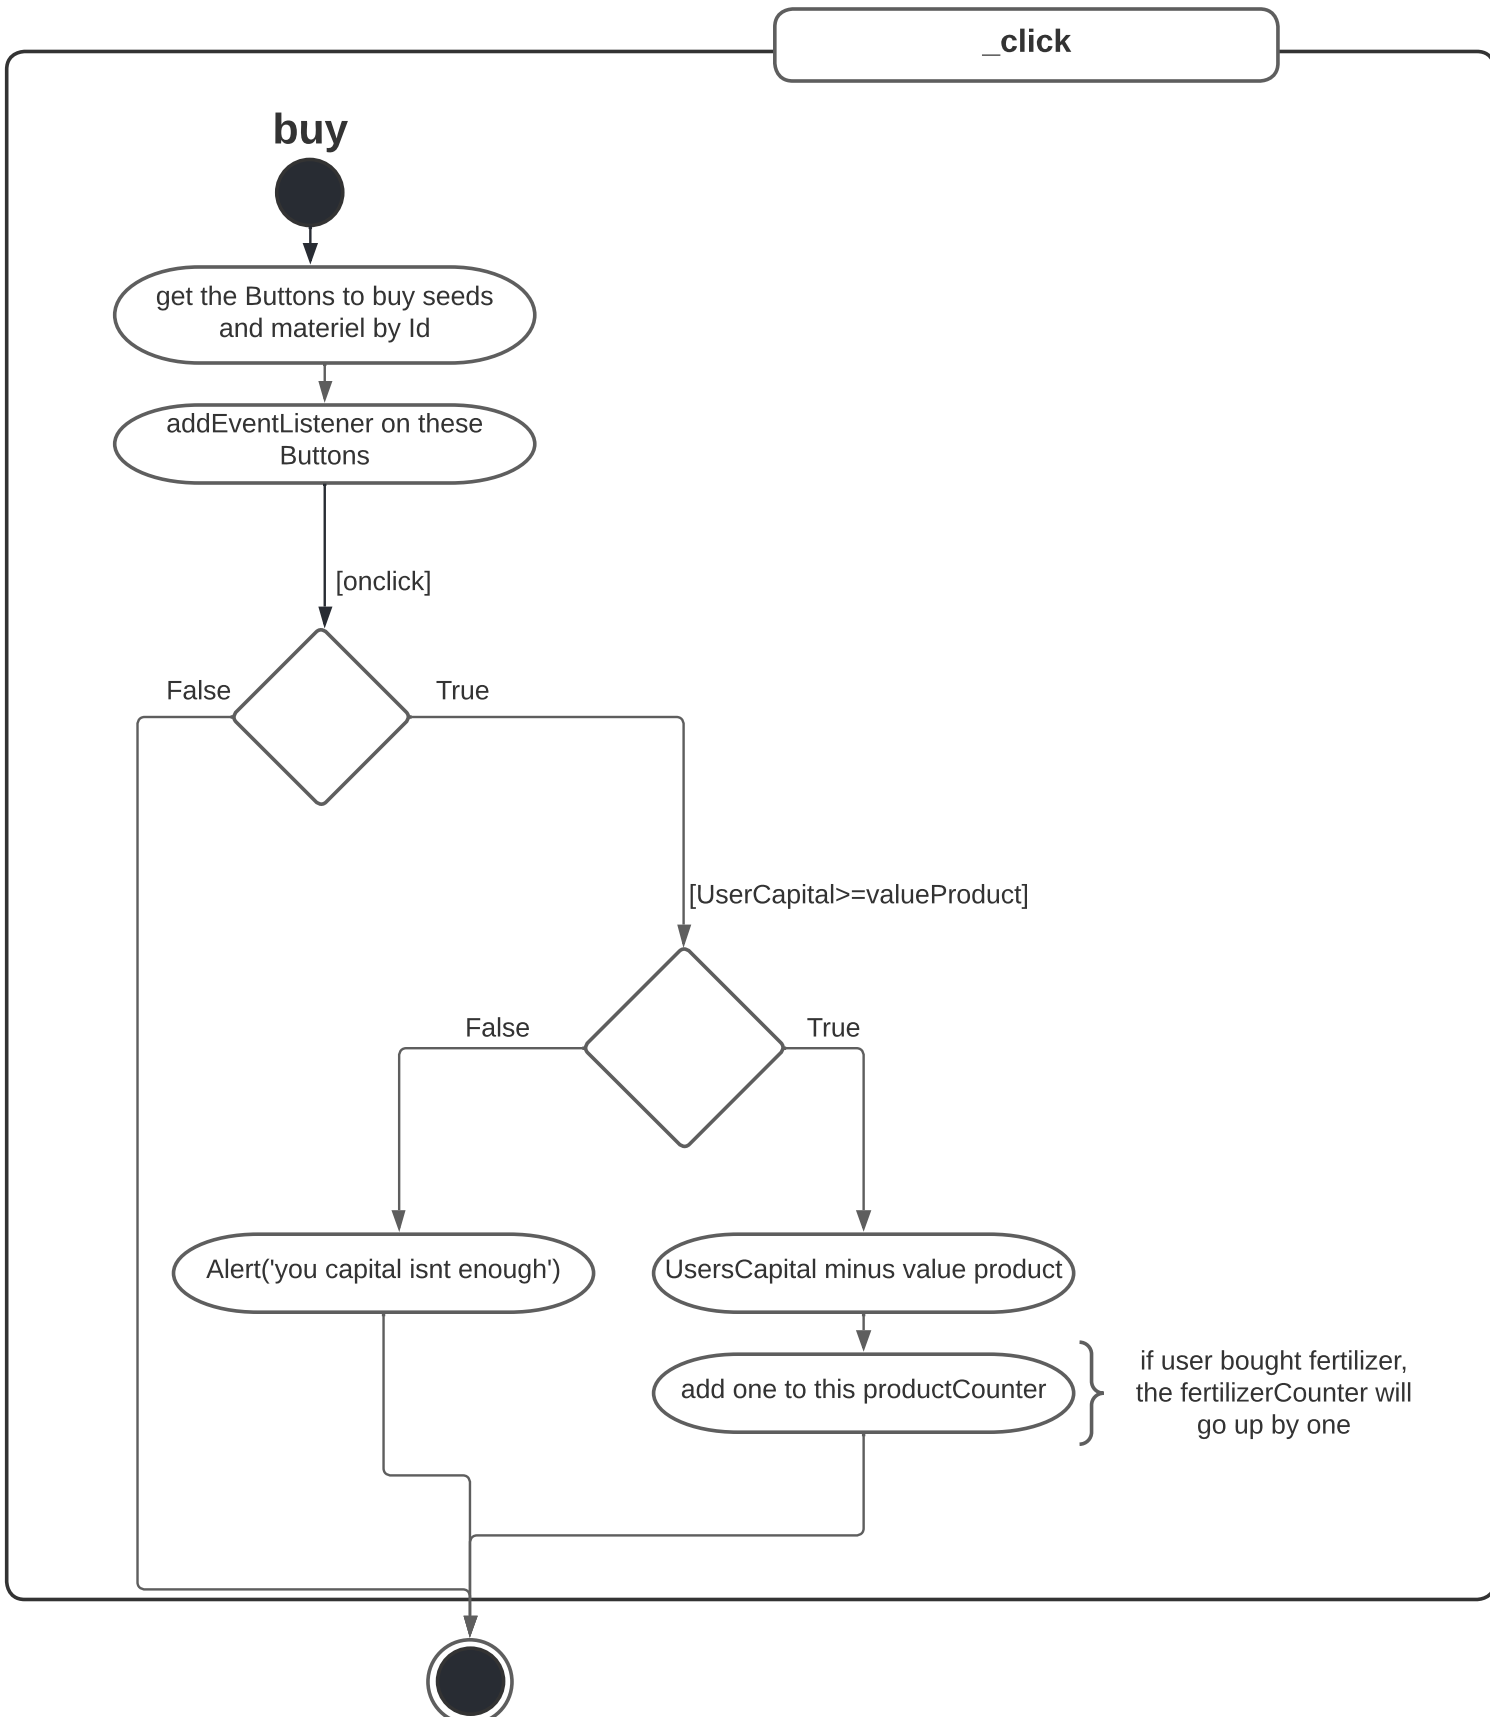 _click
buy
get the Buttons to buy seeds
and materiel by Id
addEventListener on these
Buttons
[onclick]
False
True
[UserCapital>=valueProduct]
False
True
Alert('you capital isnt enough')
UsersCapital minus value product
add one to this productCounter
if user bought fertilizer,
the fertilizerCounter will
go up by one